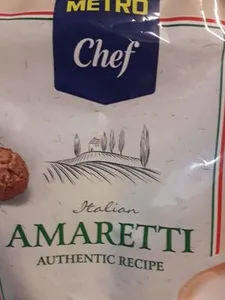 METRO
Chef
Italian
AMARETTI
AUTHENTIC RECIPE